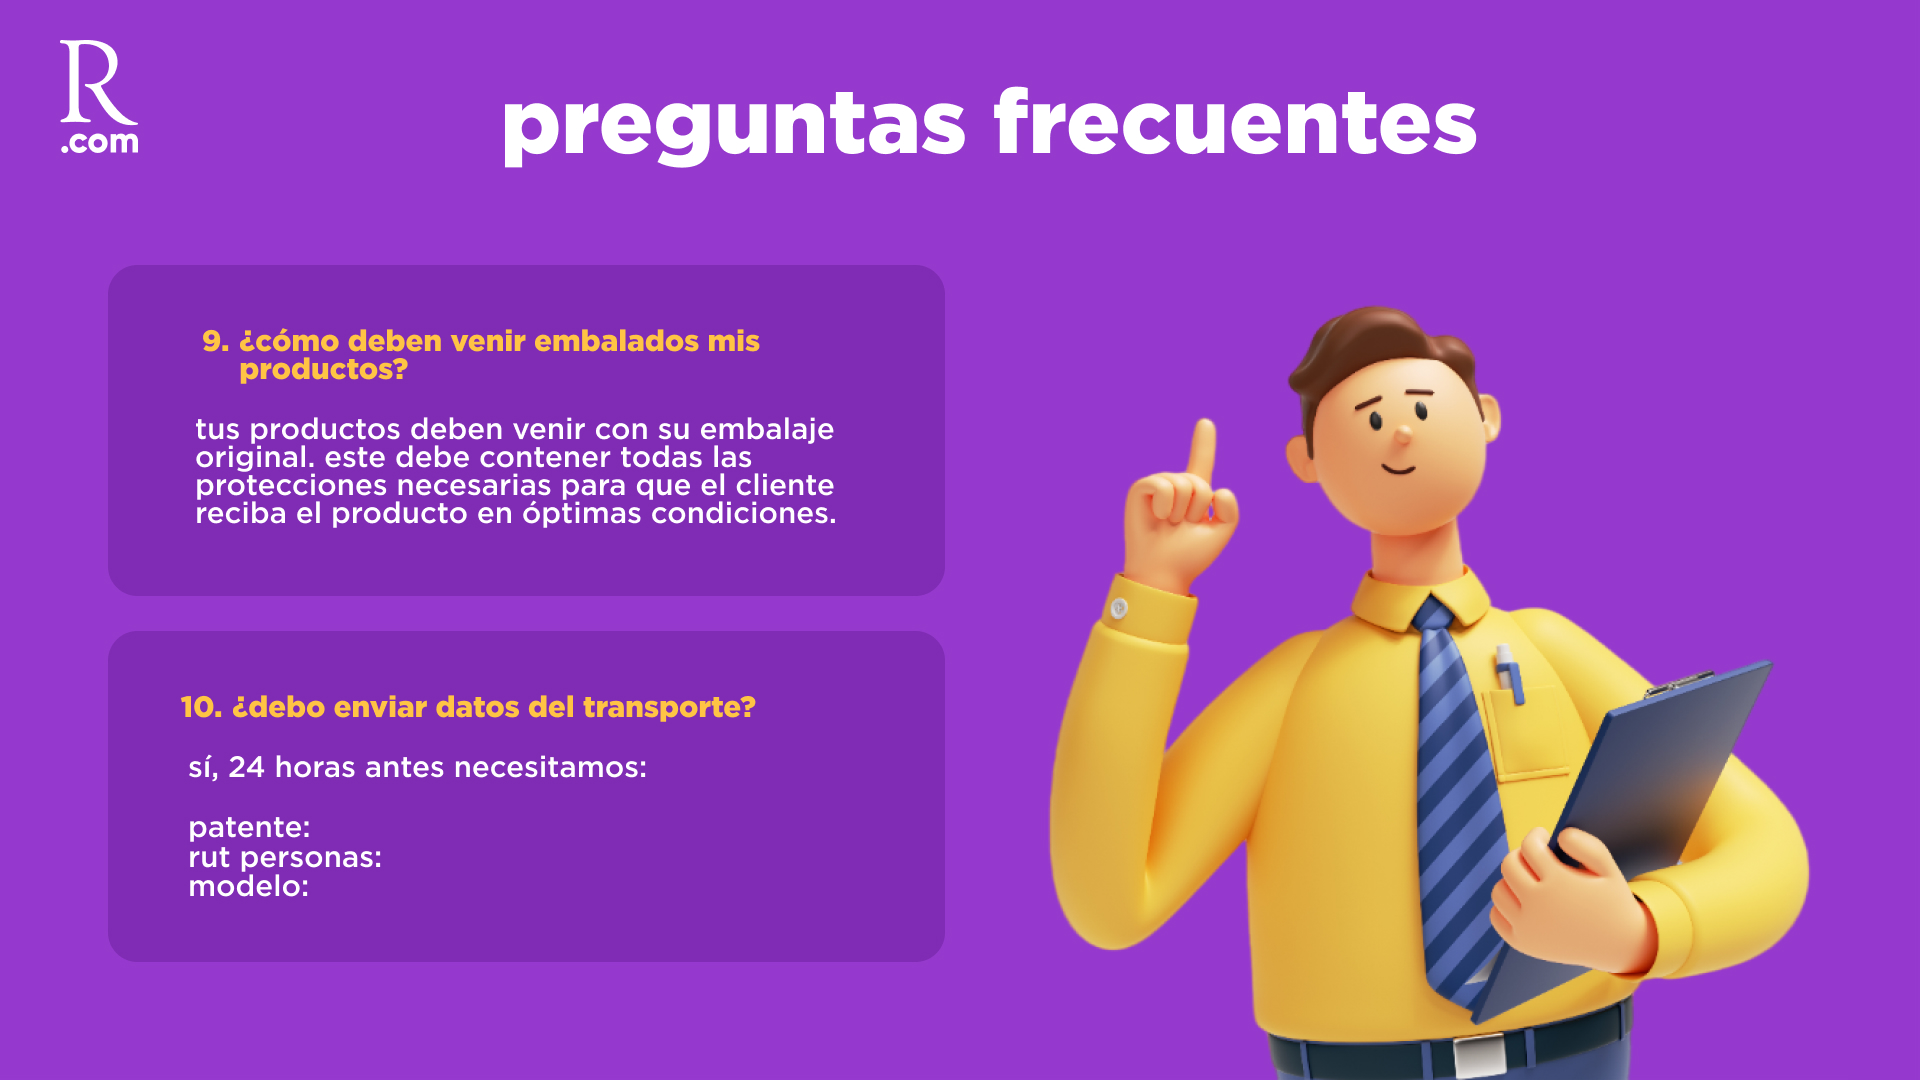 R
.com
preguntas frecuentes
9. ¿cómo deben venir embalados mis
productos?
tus productos deben venir con su embalaje
original. este debe contener todas las
protecciones necesarias para que el cliente
reciba el producto en óptimas condiciones.
10. ¿debo enviar datos del transporte?
sí, 24 horas antes necesitamos:
patente:
rut personas:
modelo: